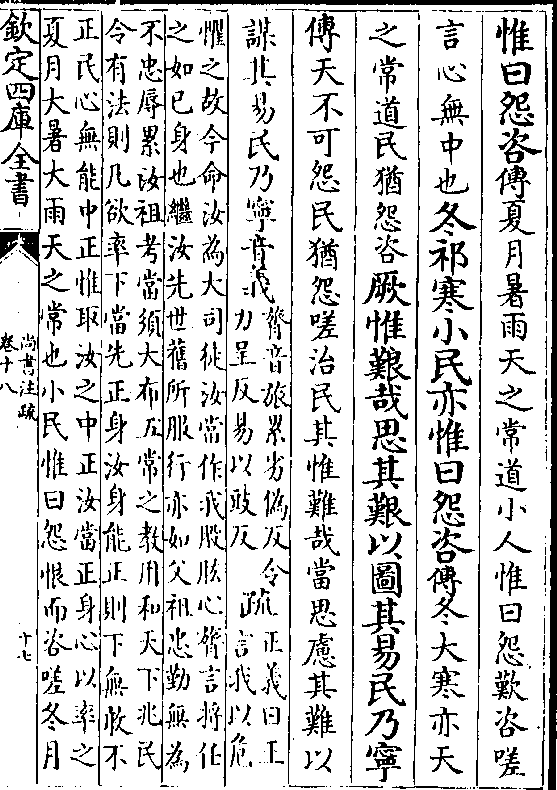 惟曰怨咨傳夏月暑雨天之常道小人惟曰怨歎咨嗟
言心無中也冬祁寒小民亦惟曰怨咨傳冬大寒亦天
之常道民猶怨咨厥惟艱哉思其艱以圖其易民乃寧
傳天不可怨民猶怨嗟治民其惟難哉當思慮其難以
謀其易民乃寧音義膂音旅累劣偽反令
力呈反易以豉反疏正義曰王
言我以危
懼之故今命汝為大司徒汝當作我股肱心膂言將任
之如己身也繼汝先世舊所服行亦如父祖忠勤無為
不忠辱累汝祖考當須大布五常之教用和天下兆民
令有法則凡欲率下當先正身汝身能正則下無敢不
正民心無能中正惟取汝之中正汝當正身心以率之
夏月大暑大雨天之常也小民惟曰怨恨而咨嗟冬月
欽定四庫全書
尚書注疏
卷十八
十七